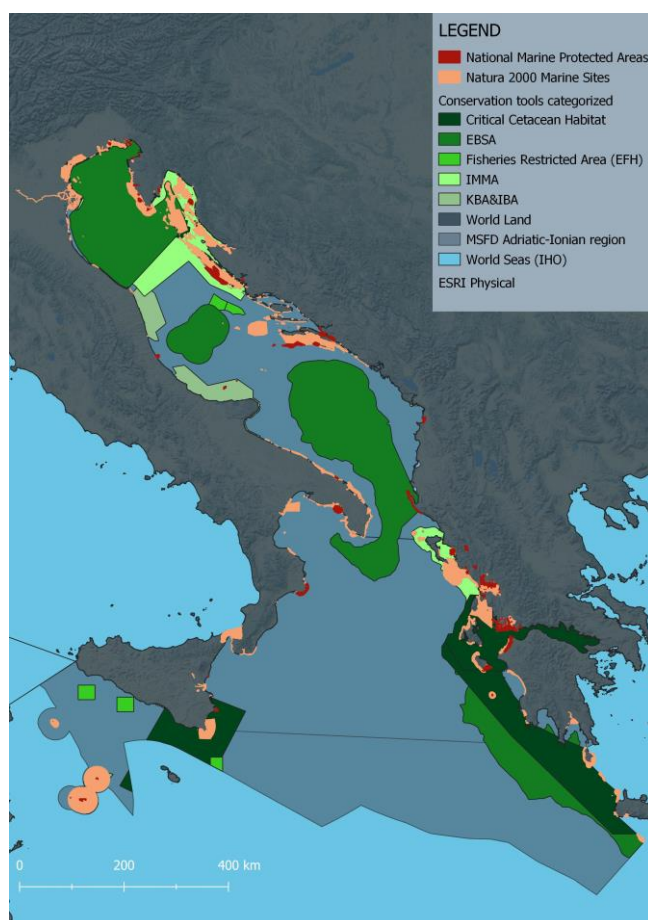 LEGEND
National Marine Protected Areas
Natura 2000 Marine Sites
Conservation tools categorized
Critical Cetacean Habitat
EBSA
Fisheries Restricted Area (EFH)
IMMA
KBA&IBA
World Land
MSFD Adriatic-Ionian region
World Seas (IHO)
ESRI Physical
0 200 400 km